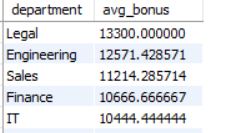 department avg_bonus
Legal 13300.000000
Engineering 12571.428571
Sales 11214.285714
Finance 10666.666667
IT 10444.444444